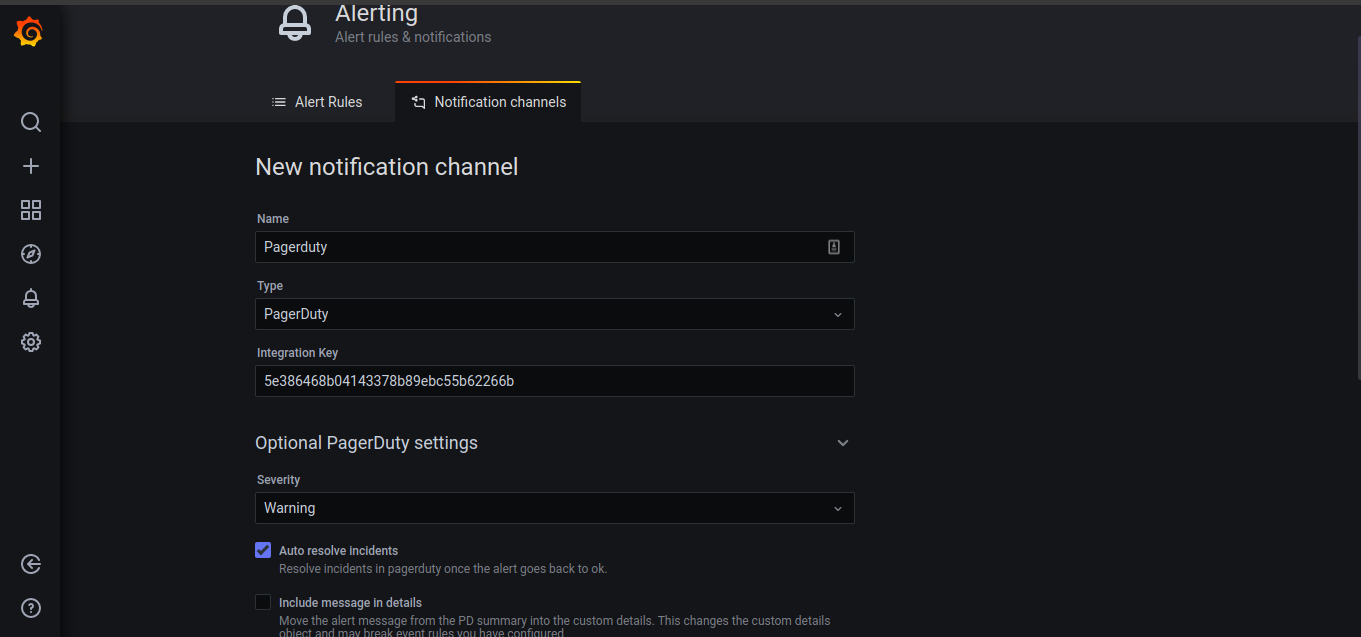 Alerting
Alert rules & notifications
Alert Rules
Notification channels
New notification channel
Name
Pagerduty
Type
PagerDuty
Integration Key
5e386468b04143378b89ebc55b62266b
Optional PagerDuty settings
Severity
Warning
Auto resolve incidents
Resolve incidents in pagerduty once the alert goes back to ok.
Include message in details
Move the alert message from the PD summary into the custom details. This changes the custom details
object and may break event rules you have configured